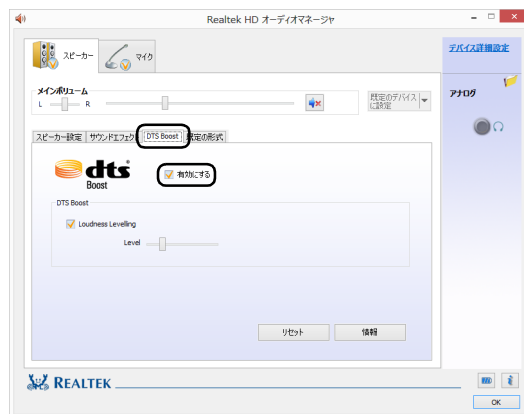 Realtek HD オーディオマネージャ
スピーカー
マイク
デバイス詳細設定
メインボリューム
L R
既定のデバイス
に設定
アナログ
スピーカー設定 サウンドエフェクト DTS Boost 既定の形式
dts
Boost
有効にする
DTS Boost
Loudness Levelling
Level
リセット 情報
REALTEK
OK